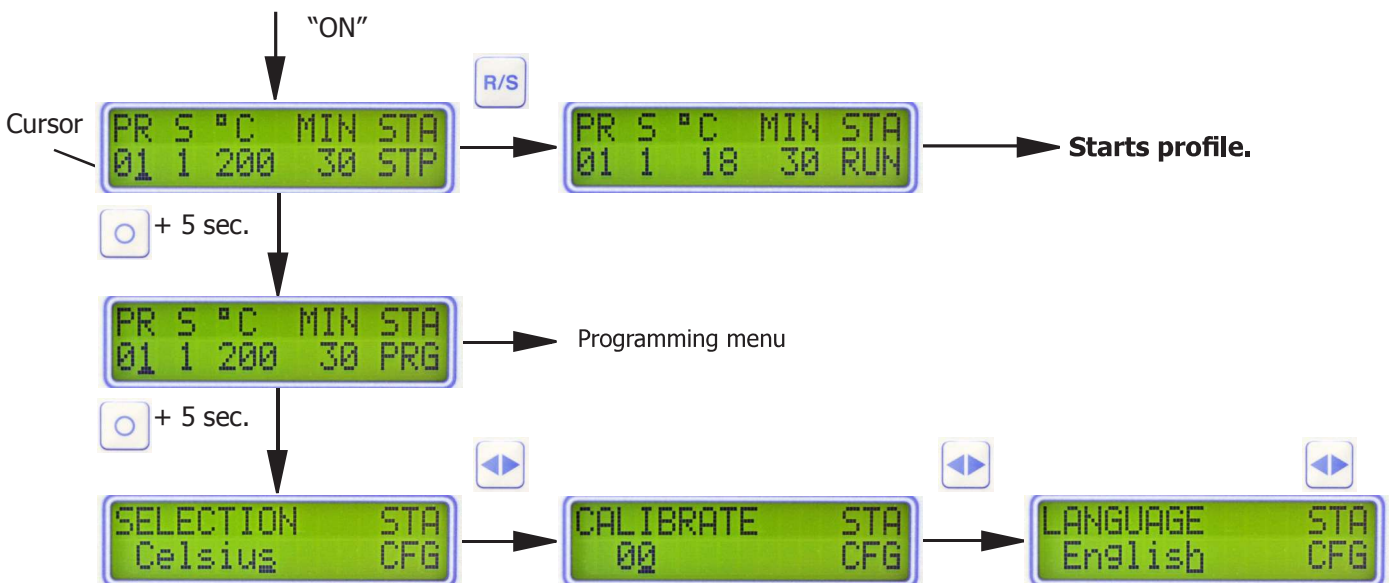 “ON”
R/S
Cursor
PR S °C MIN STA
01 1 200 30 STP
PR S °C MIN STA
01 1 18 30 RUN
Starts profile.
+ 5 sec.
PR S °C MIN STA
01 1 200 30 PRG
Programming menu
+ 5 sec.
SELECTION STA
Celsius CFG
CALIBRATE STA
00 CFG
LANGUAGE STA
English CFG